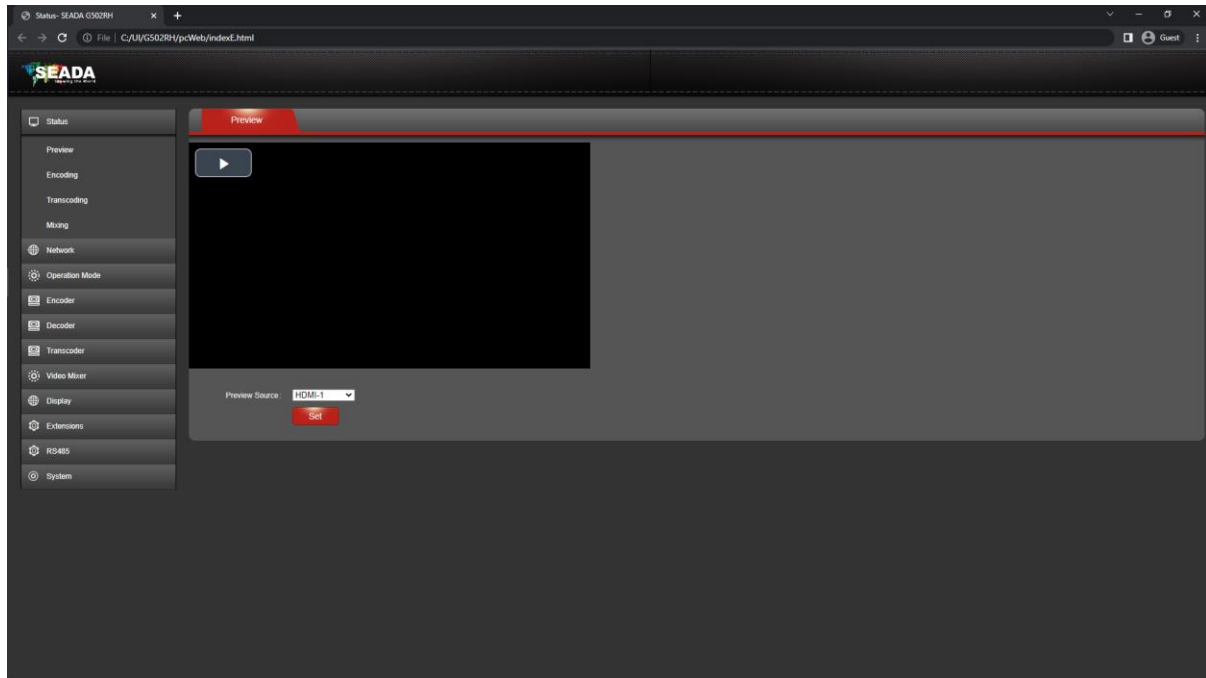 Status- SEADA G502RH
File | C:/UI/G502RH/pcWeb/indexE.html
Guest
SEADA
Status
Preview
Preview
Encoding
Transcoding
Mixing
Network
Operation Mode
Encoder
Decoder
Transcoder
Video Mixer
Display
Extensions
RS485
System
Preview Source: HDMI-1
Set